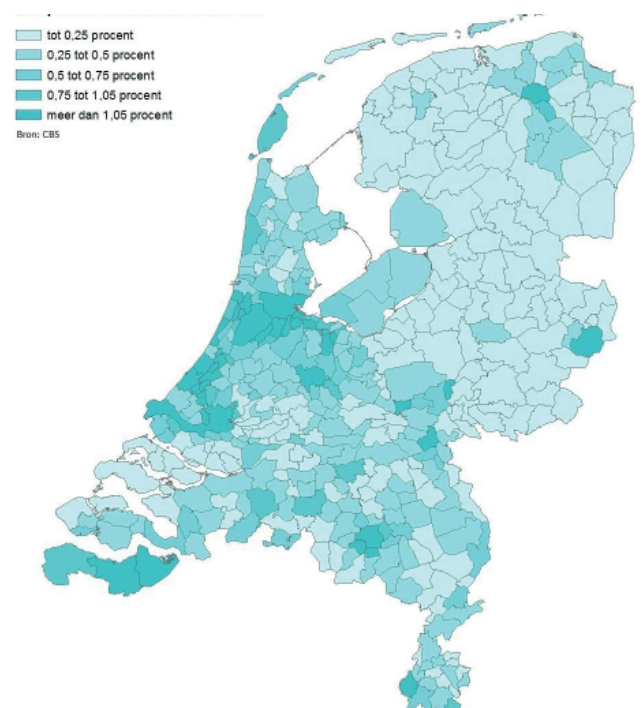 tot 0,25 procent
0,25 tot 0,5 procent
0,5 tot 0,75 procent
0,75 tot 1,05 procent
meer dan 1,05 procent
Bron: CBS